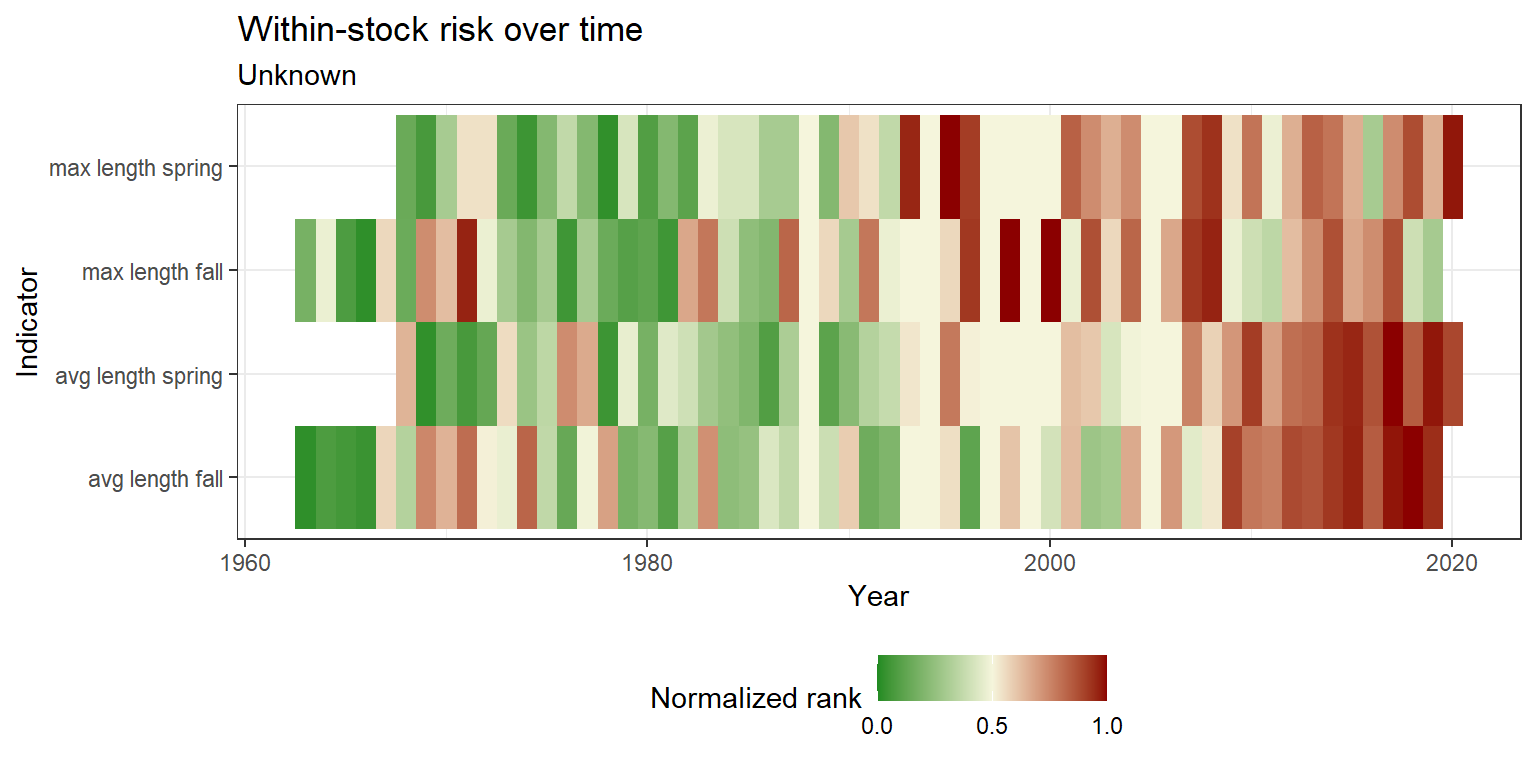 Within-stock risk over time
Unknown
Indicator
max length spring
max length fall
avg length spring
avg length fall
1960 1980 2000 2020
Year
Normalized rank
0.0 0.5 1.0